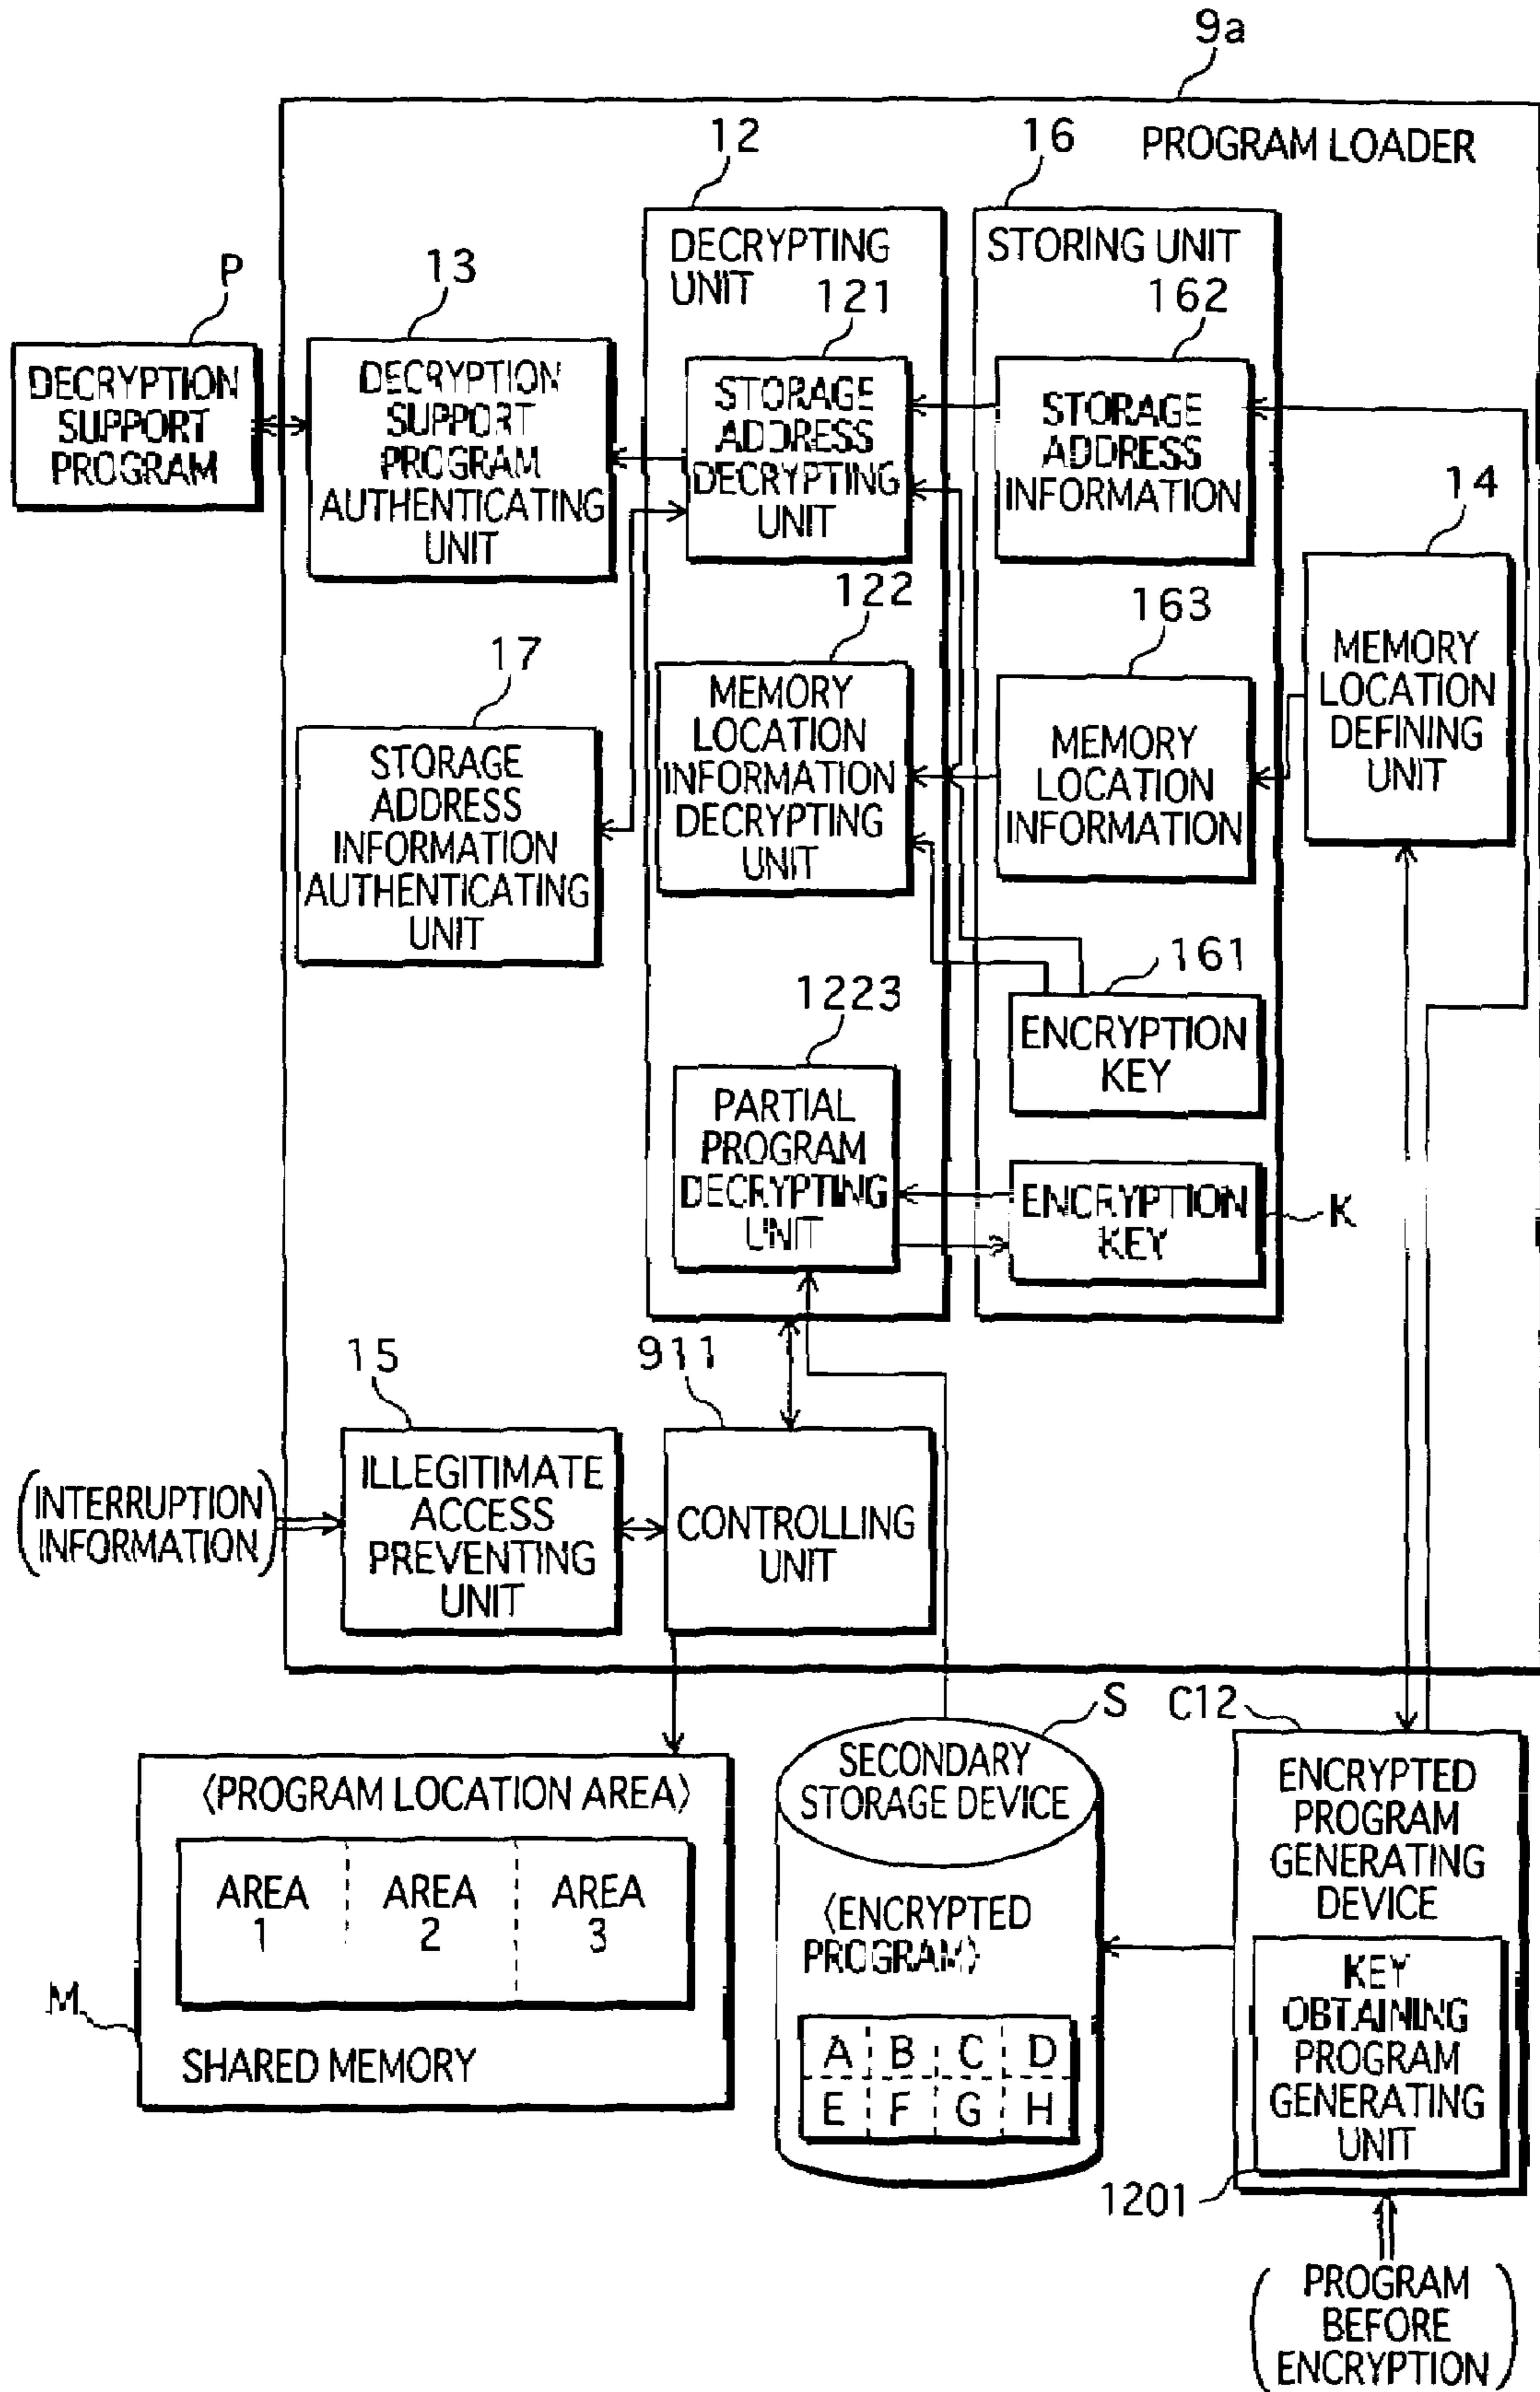 9a
PROGRAM LOADER
12
16
DECRYPTING
UNIT
STORING UNIT
P
13
121
162
DECRYPTION
SUPPORT
PROGRAM
DECRYPTION
SUPPORT
PROGRAM
AUTHENTICATING
UNIT
STORAGE
ADDRESS
DECRYPTING
UNIT
STORAGE
ADDRESS
INFORMATION
14
MEMORY
LOCATION
DEFINING
UNIT
17
122
163
STORAGE
ADDRESS
INFORMATION
AUTHENTICATING
UNIT
MEMORY
LOCATION
INFORMATION
DECRYPTING
UNIT
MEMORY
LOCATION
INFORMATION
161
ENCRYPTION
KEY
1223
PARTIAL
PROGRAM
DECRYPTING
UNIT
ENCRYPTION
KEY
K
15
911
(INTERRUPTION
INFORMATION)
ILLEGITIMATE
ACCESS
PREVENTING
UNIT
CONTROLLING
UNIT
S
C12
〈PROGRAM LOCATION AREA〉
AREA
1
AREA
2
AREA
3
M
SHARED MEMORY
SECONDARY
STORAGE DEVICE
〈ENCRYPTED
PROGRAM〉
A B C D
E F G H
ENCRYPTED
PROGRAM
GENERATING
DEVICE
KEY
OBTAINING
PROGRAM
GENERATING
UNIT
1201
(PROGRAM
BEFORE
ENCRYPTION)